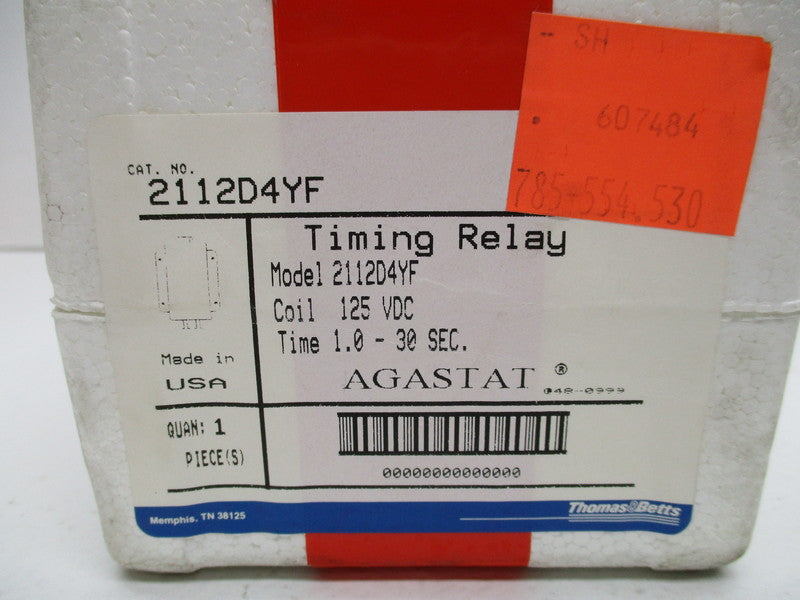 - SH
. 607484
785-554.530
CAT. NO.
2112D4YF
Timing Relay
Model 2112D4YF
Coil 125 VDC
Time 1.0 - 30 SEC.
Made in
USA
AGASTAT ®
QUAN: 1
PIECE(S)
00000000000000
Memphis, TN 38125
Thomas&Betts